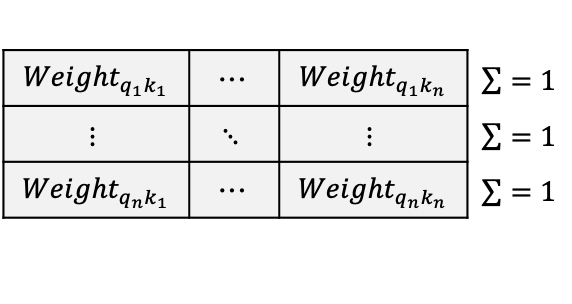 Weight_{q_1k_1} ⋯ Weight_{q_1k_n} ∑ = 1
⋮ ⋱ ⋮ ∑ = 1
Weight_{q_nk_1} ⋯ Weight_{q_nk_n} ∑ = 1